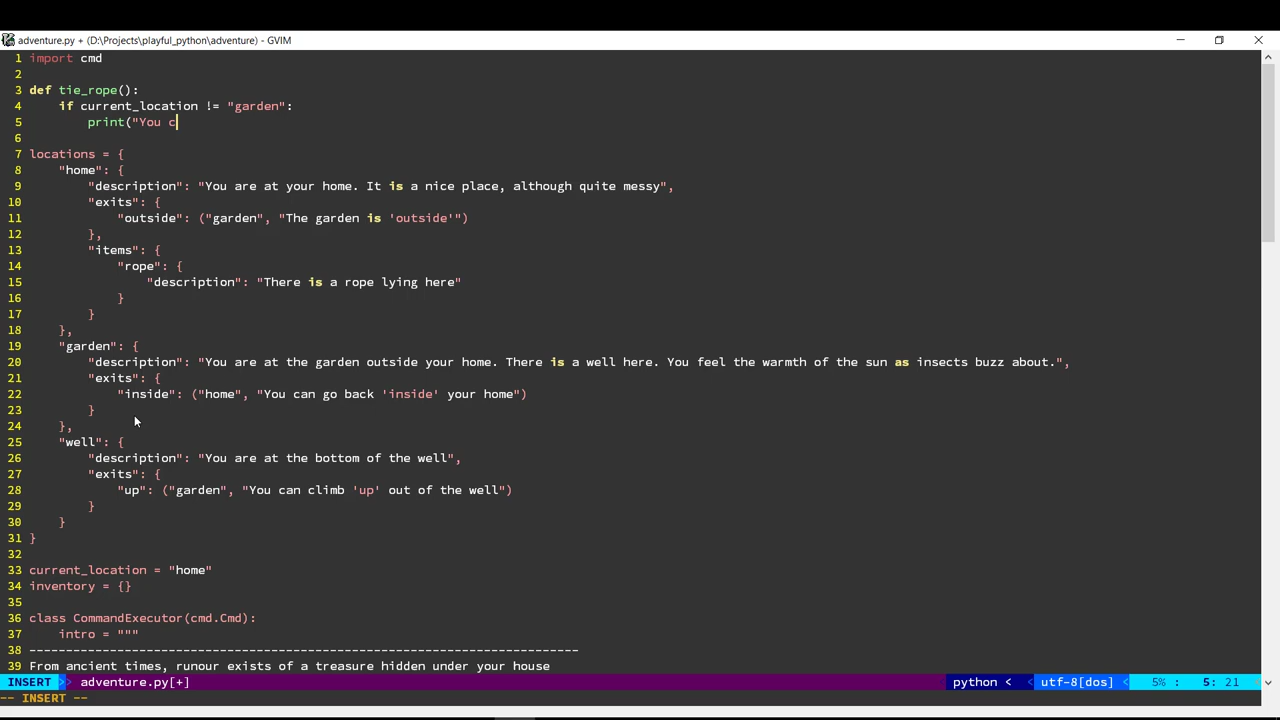 adventure.py + (D:\Projects\playful_python\adventure) - GVIM
1 import cmd
2
3 def tie_rope():
4     if current_location != "garden":
5         print("You c
6
7 locations = {
8     "home": {
9         "description": "You are at your home. It is a nice place, although quite messy",
10         "exits": {
11             "outside": ("garden", "The garden is 'outside'")
12         },
13         "items": {
14             "rope": {
15                 "description": "There is a rope lying here"
16             }
17         }
18     },
19     "garden": {
20         "description": "You are at the garden outside your home. There is a well here. You feel the warmth of the sun as insects buzz about.",
21         "exits": {
22             "inside": ("home", "You can go back 'inside' your home")
23         }
24     },
25     "well": {
26         "description": "You are at the bottom of the well",
27         "exits": {
28             "up": ("garden", "You can climb 'up' out of the well")
29         }
30     }
31 }
32
33 current_location = "home"
34 inventory = {}
35
36 class CommandExecutor(cmd.Cmd):
37     intro = """
38 ---------------------------------------------------------------------------
39 From ancient times, runour exists of a treasure hidden under your house
INSERT >> adventure.py[+] python < < utf-8[dos] < 5% : 5: 21
-- INSERT --